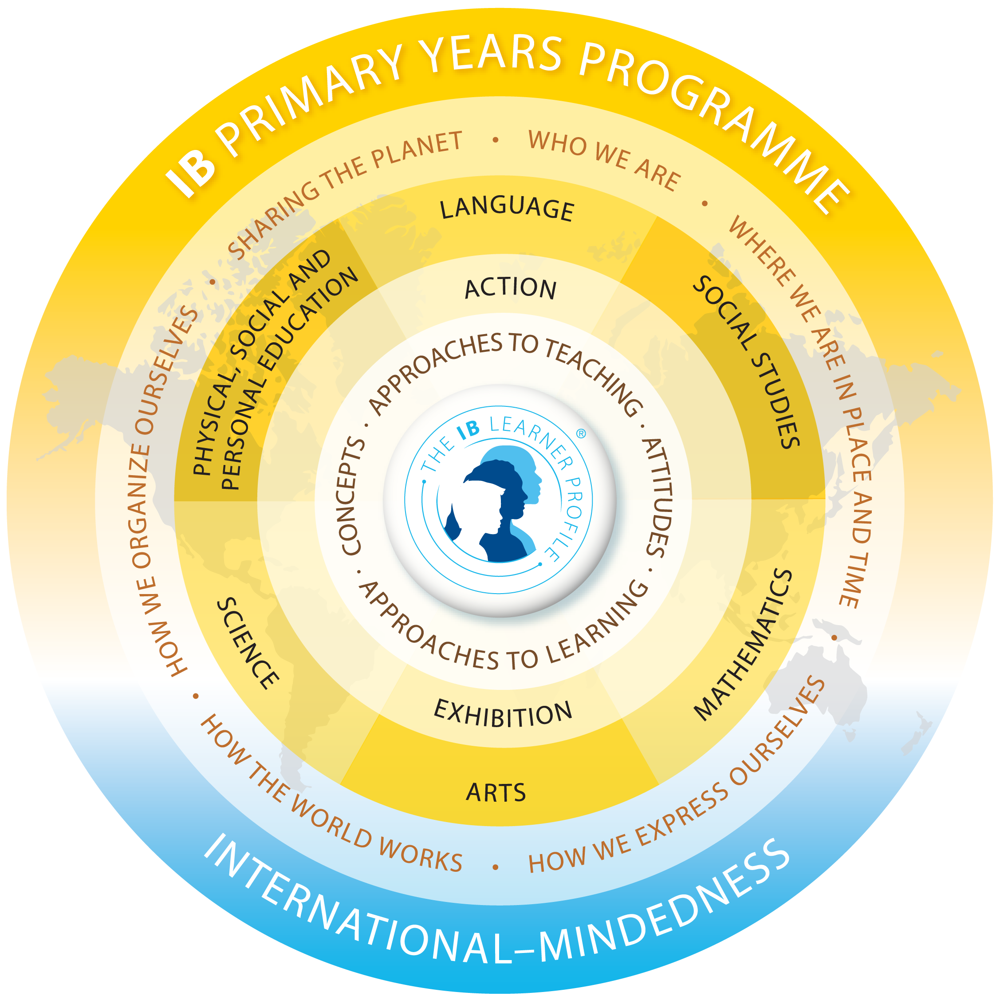 IB PRIMARY YEARS PROGRAMME
SHARING THE PLANET
•
WHO WE ARE
•
WHERE WE ARE IN PLACE AND TIME
•
HOW WE EXPRESS OURSELVES
•
HOW THE WORLD WORKS
•
HOW WE ORGANIZE OURSELVES
•
LANGUAGE
SOCIAL STUDIES
MATHEMATICS
ARTS
SCIENCE
PHYSICAL, SOCIAL AND
PERSONAL EDUCATION
ACTION
EXHIBITION
APPROACHES TO TEACHING ·
ATTITUDES ·
APPROACHES TO LEARNING ·
CONCEPTS ·
THE IB LEARNER PROFILE ®
INTERNATIONAL–MINDEDNESS